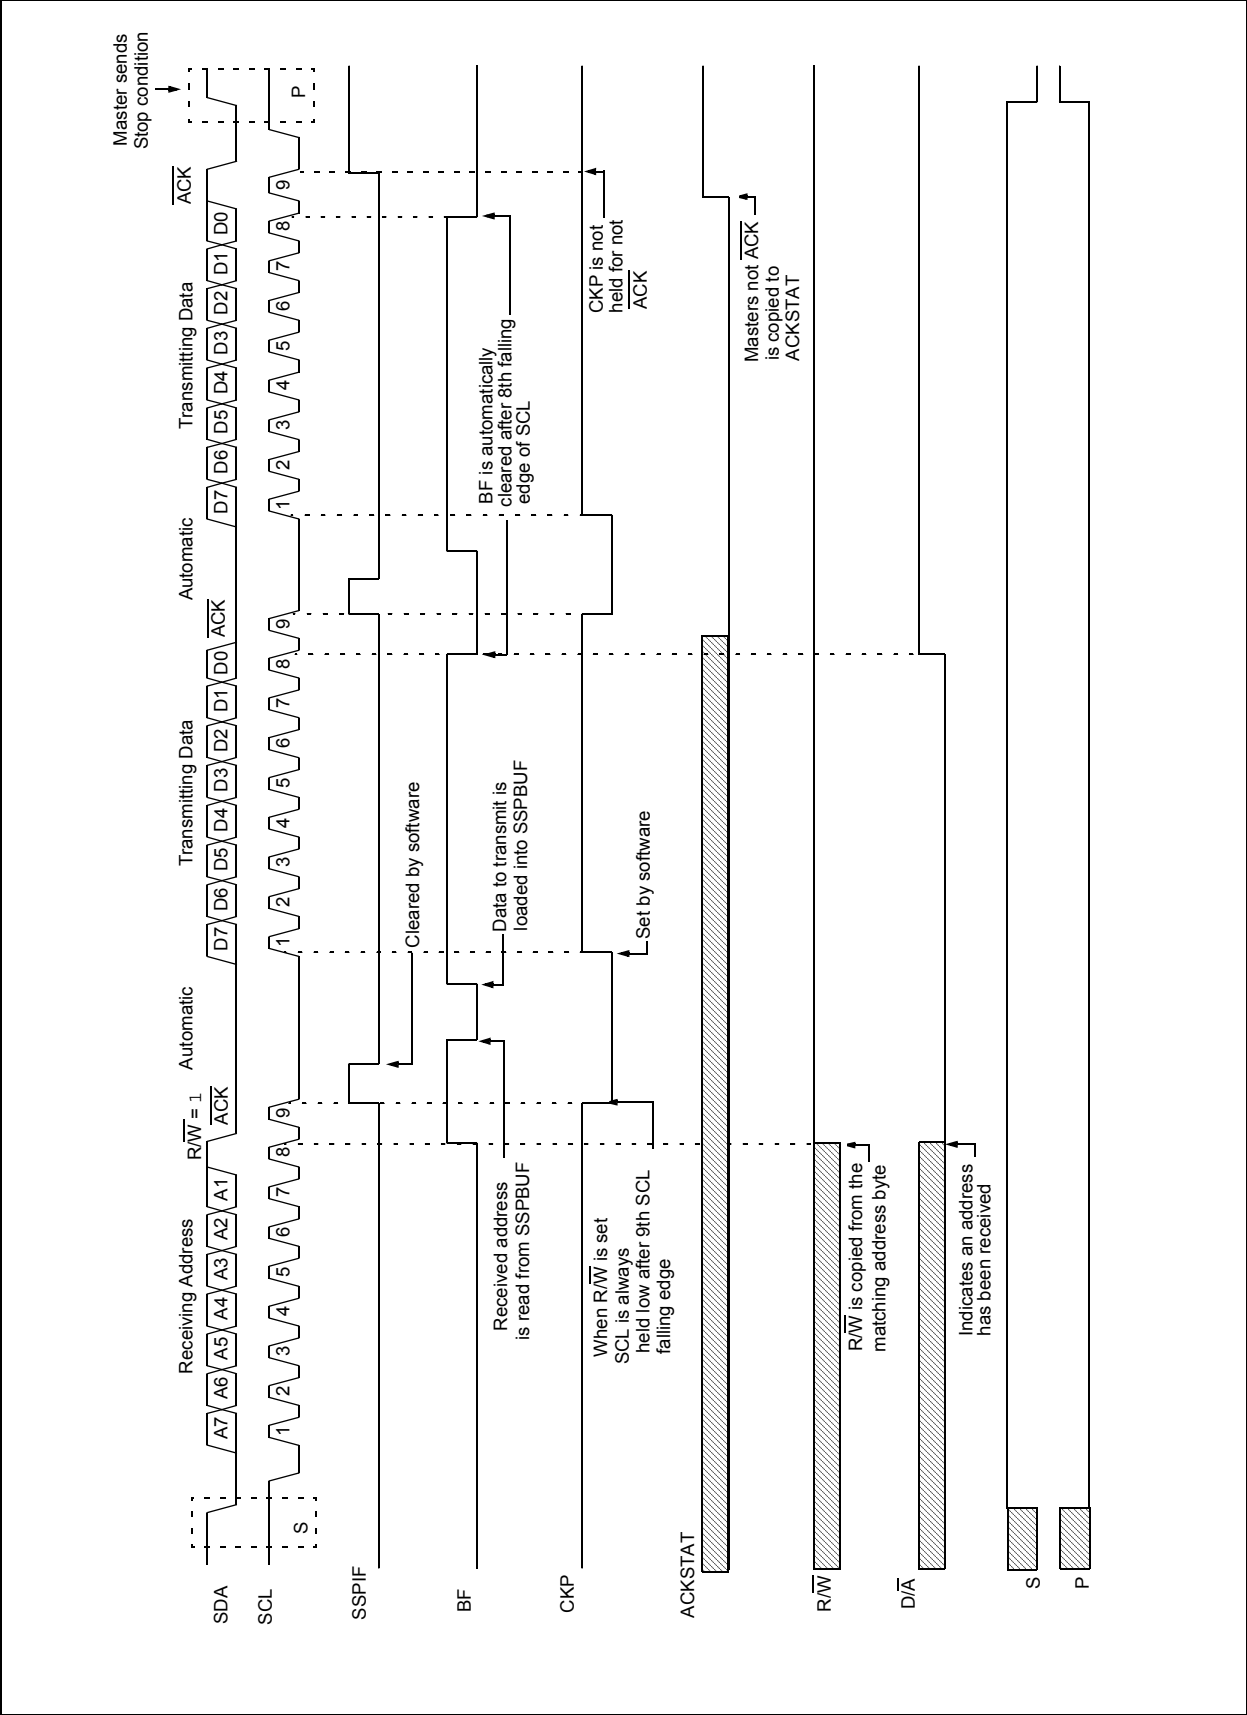 Master sends
Stop condition
Receiving Address
R/W = 1
ACK
Automatic
Transmitting Data
ACK
Automatic
Transmitting Data
ACK
SDA
A7 A6 A5 A4 A3 A2 A1
D7 D6 D5 D4 D3 D2 D1 D0
D7 D6 D5 D4 D3 D2 D1 D0
SCL
S
1 2 3 4 5 6 7 8 9
1 2 3 4 5 6 7 8 9
1 2 3 4 5 6 7 8 9
P
SSPIF
Cleared by software
BF
Received address
is read from SSPBUF
Data to transmit is
loaded into SSPBUF
BF is automatically
cleared after 8th falling
edge of SCL
CKP
When R/W is set
SCL is always
held low after 9th SCL
falling edge
Set by software
CKP is not
held for not
ACK
ACKSTAT
Masters not ACK
is copied to
ACKSTAT
R/W
R/W is copied from the
matching address byte
D/A
Indicates an address
has been received
S
P